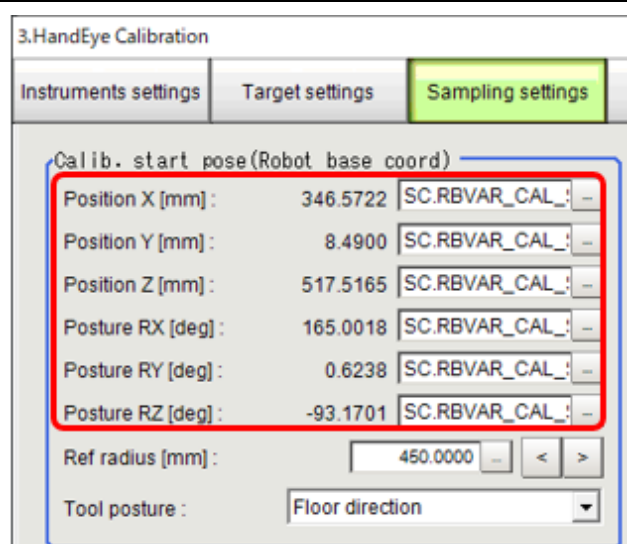 3.HandEye Calibration
Instruments settings Target settings Sampling settings
Calib. start pose(Robot base coord)
Position X [mm] : 346.5722 SC.RBVAR_CAL_ ...
Position Y [mm] : 8.4900 SC.RBVAR_CAL_ ...
Position Z [mm] : 517.5165 SC.RBVAR_CAL_ ...
Posture RX [deg] : 165.0018 SC.RBVAR_CAL_ ...
Posture RY [deg] : 0.6238 SC.RBVAR_CAL_ ...
Posture RZ [deg] : -93.1701 SC.RBVAR_CAL_ ...
Ref radius [mm] : 450.0000 ... < >
Tool posture : Floor direction